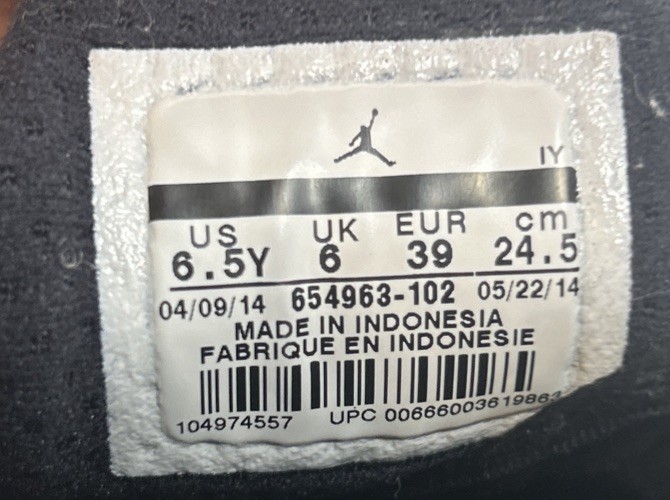 IY
US UK EUR cm
6.5Y 6 39 24.5
04/09/14 654963-102 05/22/14
MADE IN INDONESIA
FABRIQUE EN INDONESIE
104974557 UPC 00666003619863